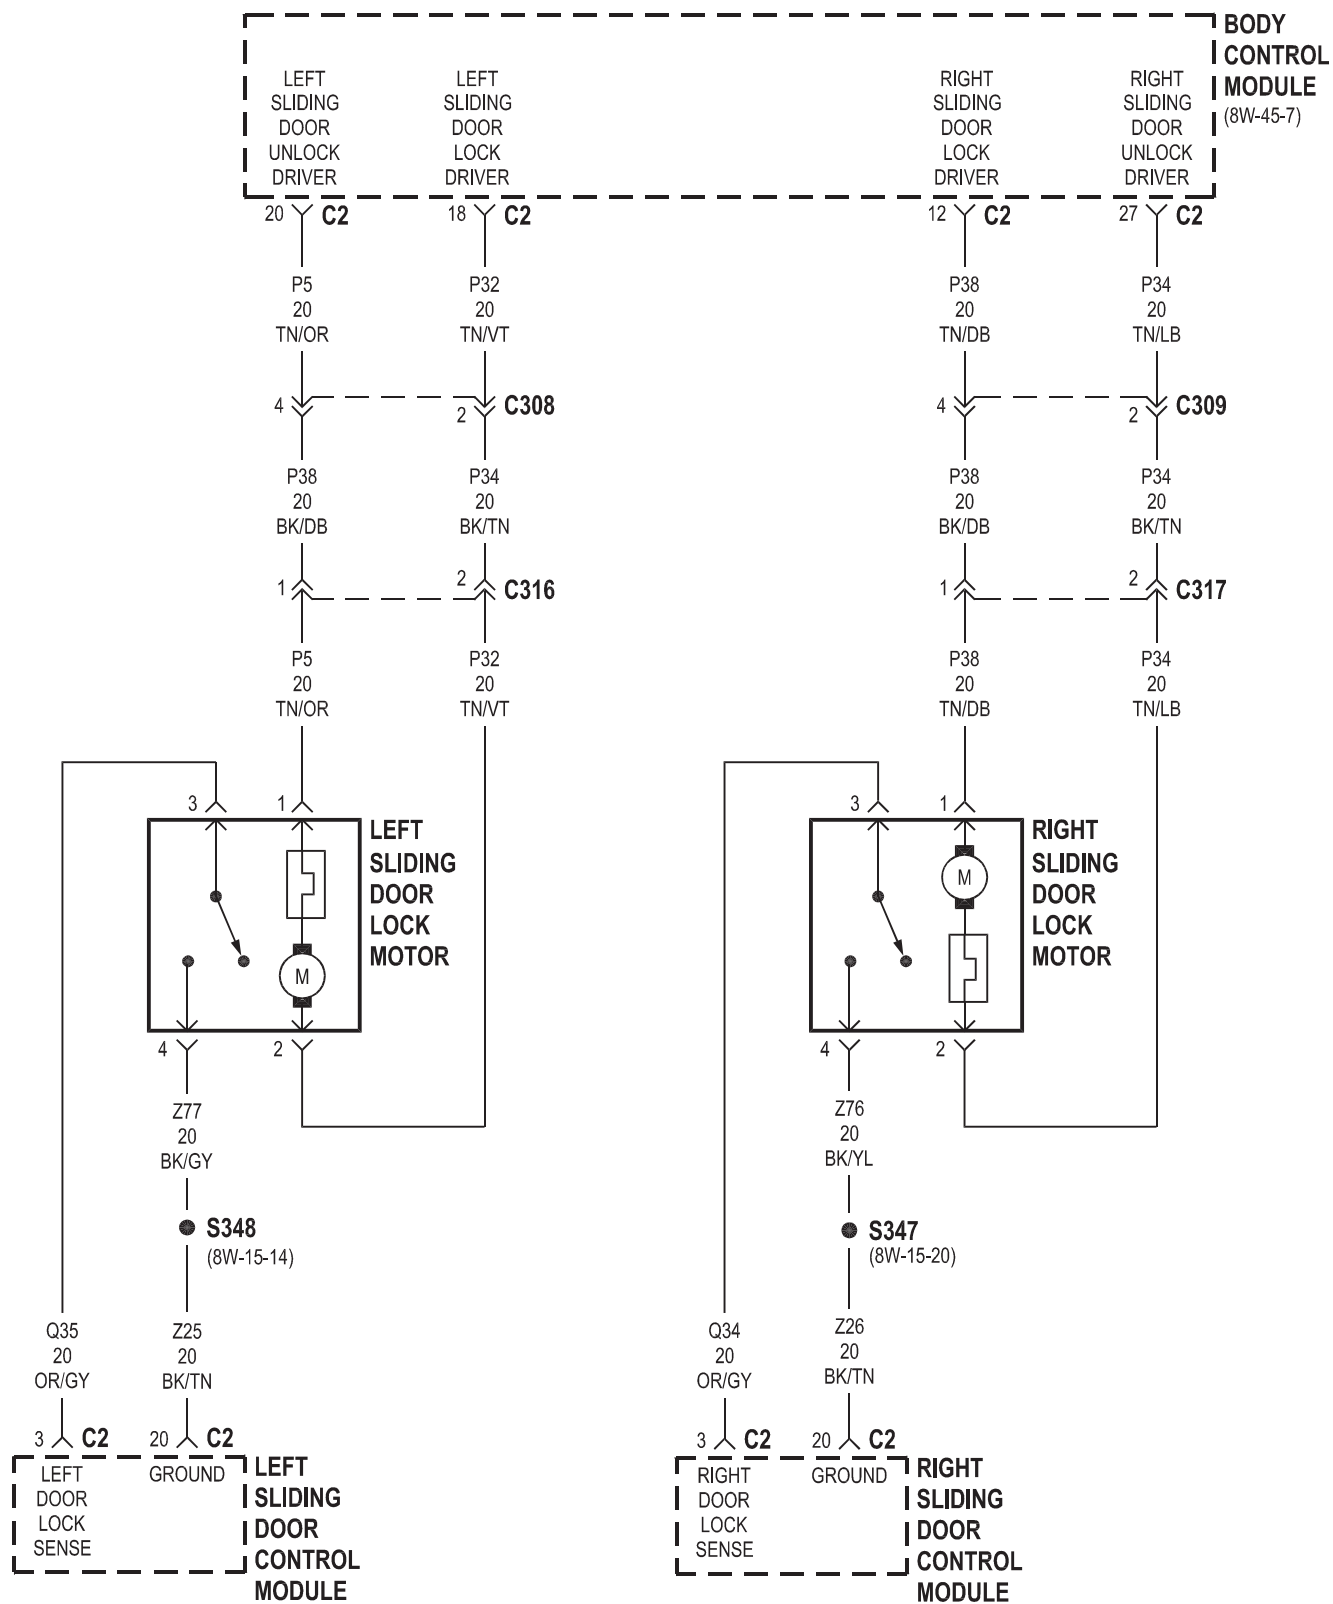 BODY
CONTROL
MODULE
(8W-45-7)
LEFT
SLIDING
DOOR
UNLOCK
DRIVER
LEFT
SLIDING
DOOR
LOCK
DRIVER
RIGHT
SLIDING
DOOR
LOCK
DRIVER
RIGHT
SLIDING
DOOR
UNLOCK
DRIVER
20 C2
18 C2
12 C2
27 C2
P5
20
TN/OR
P32
20
TN/VT
P38
20
TN/DB
P34
20
TN/LB
4
2 C308
4
2 C309
P38
20
BK/DB
P34
20
BK/TN
P38
20
BK/DB
P34
20
BK/TN
1
2 C316
1
2 C317
P5
20
TN/OR
P32
20
TN/VT
P38
20
TN/DB
P34
20
TN/LB
3
1
LEFT
SLIDING
DOOR
LOCK
MOTOR
M
4
2
3
1
RIGHT
SLIDING
DOOR
LOCK
MOTOR
M
4
2
Z77
20
BK/GY
Z76
20
BK/YL
S348
(8W-15-14)
S347
(8W-15-20)
Q35
20
OR/GY
Z25
20
BK/TN
Q34
20
OR/GY
Z26
20
BK/TN
3 C2
20 C2
3 C2
20 C2
LEFT
DOOR
LOCK
SENSE
GROUND
LEFT
SLIDING
DOOR
CONTROL
MODULE
RIGHT
DOOR
LOCK
SENSE
GROUND
RIGHT
SLIDING
DOOR
CONTROL
MODULE